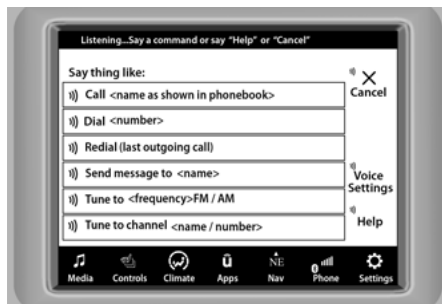 Listening...Say a command or say "Help" or "Cancel"
Say thing like:
Call <name as shown in phonebook>
Dial <number>
Redial (last outgoing call)
Send message to <name>
Tune to <frequency>FM / AM
Tune to channel <name / number>
Cancel
Voice
Settings
Help
NE
Media Controls Climate Apps Nav Phone Settings